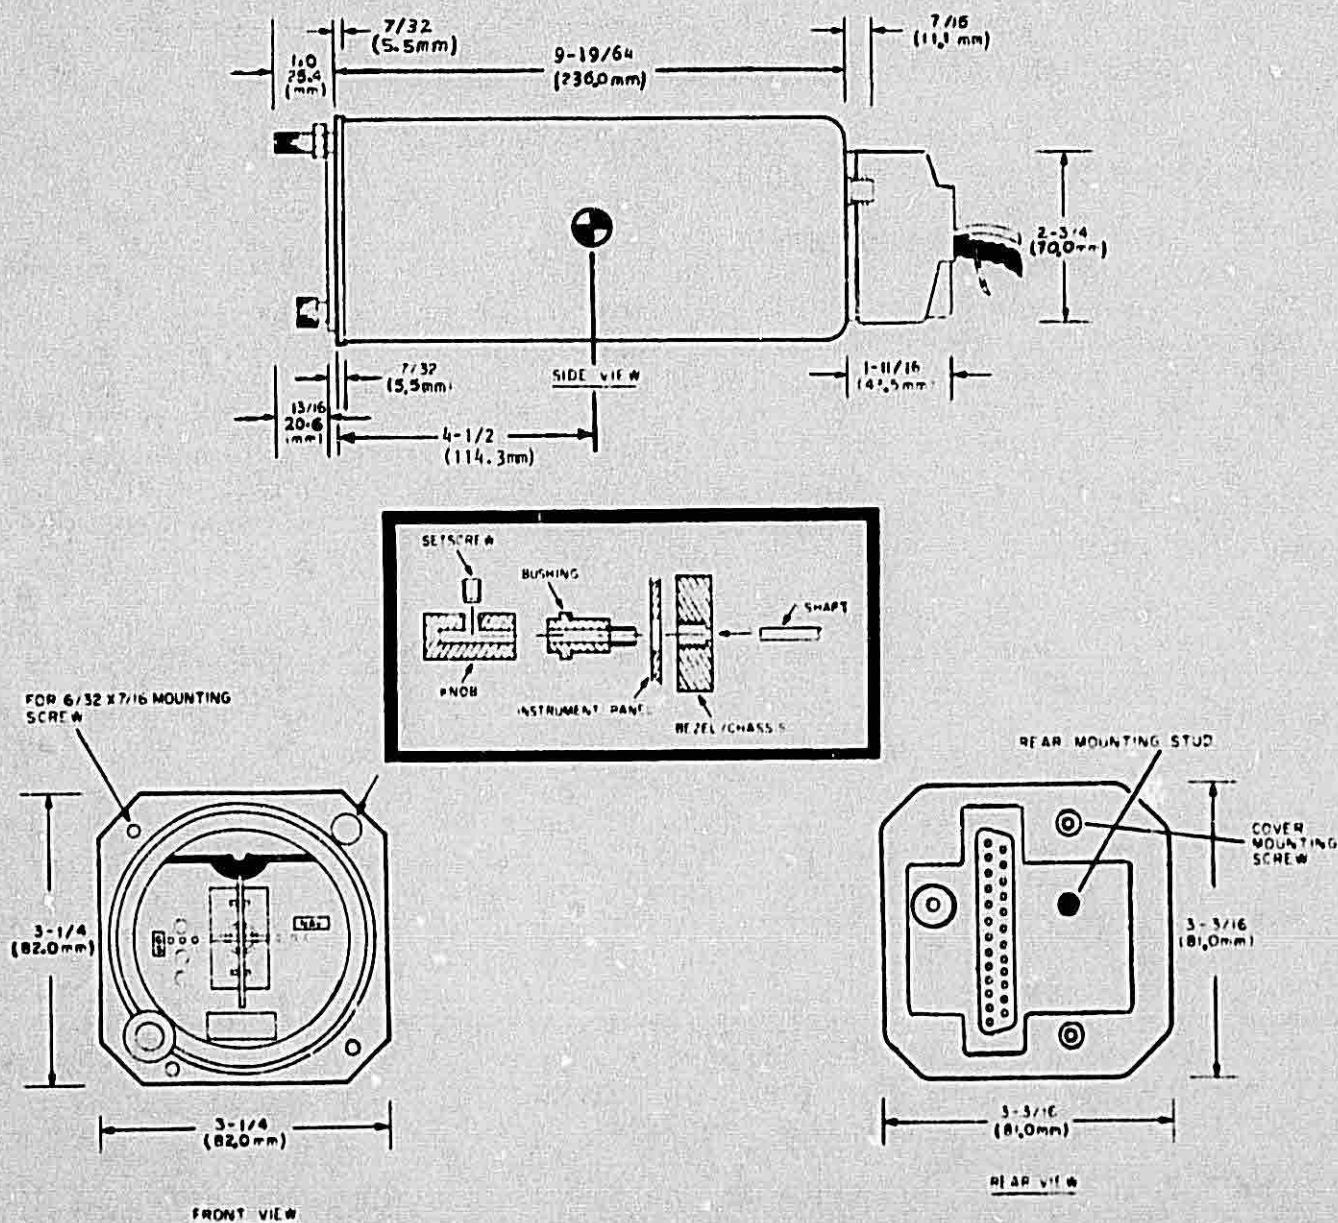 7/32
(5.5mm)
1.0
25.4
(mm)
9-19/64
(236,0mm)
7/16
(11,1 mm)
2-3/4
(70,0mm)
SIDE VIEW
7/32
(5,5mm)
13/16
20.6
(mm)
4-1/2
(114.3mm)
1-11/16
SETSCREW
BUSHING
SHAFT
KNOB
INSTRUMENT PANEL
BEZEL/CHASSIS
FOR 6/32 X 7/16 MOUNTING
SCREW
3-1/4
(82,0mm)
NAV
3-1/4
(82,0mm)
FRONT VIEW
REAR MOUNTING STUD
COVER
MOUNTING
SCREW
3-3/16
(81,0mm)
3-3/16
(81,0mm)
REAR VIEW